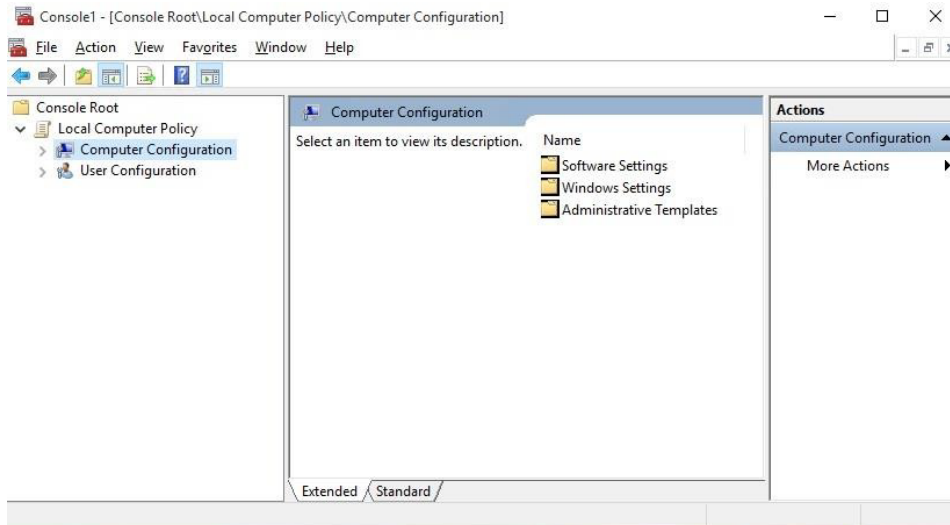 Console1 - [Console Root\Local Computer Policy\Computer Configuration]
File Action View Favorites Window Help
Console Root
Local Computer Policy
Computer Configuration
User Configuration
Computer Configuration
Select an item to view its description.
Name
Software Settings
Windows Settings
Administrative Templates
Extended Standard
Actions
Computer Configuration
More Actions